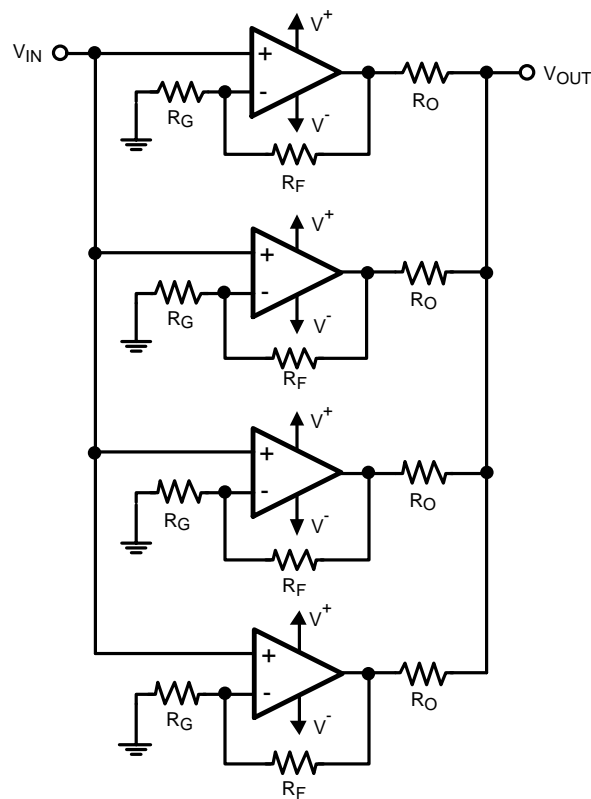 V+
VIN
+
-
VOUT
RG
RO
V-
RF
V+
+
-
RG
RO
V-
RF
V+
+
-
RG
RO
V-
RF
V+
+
-
RG
RO
V-
RF